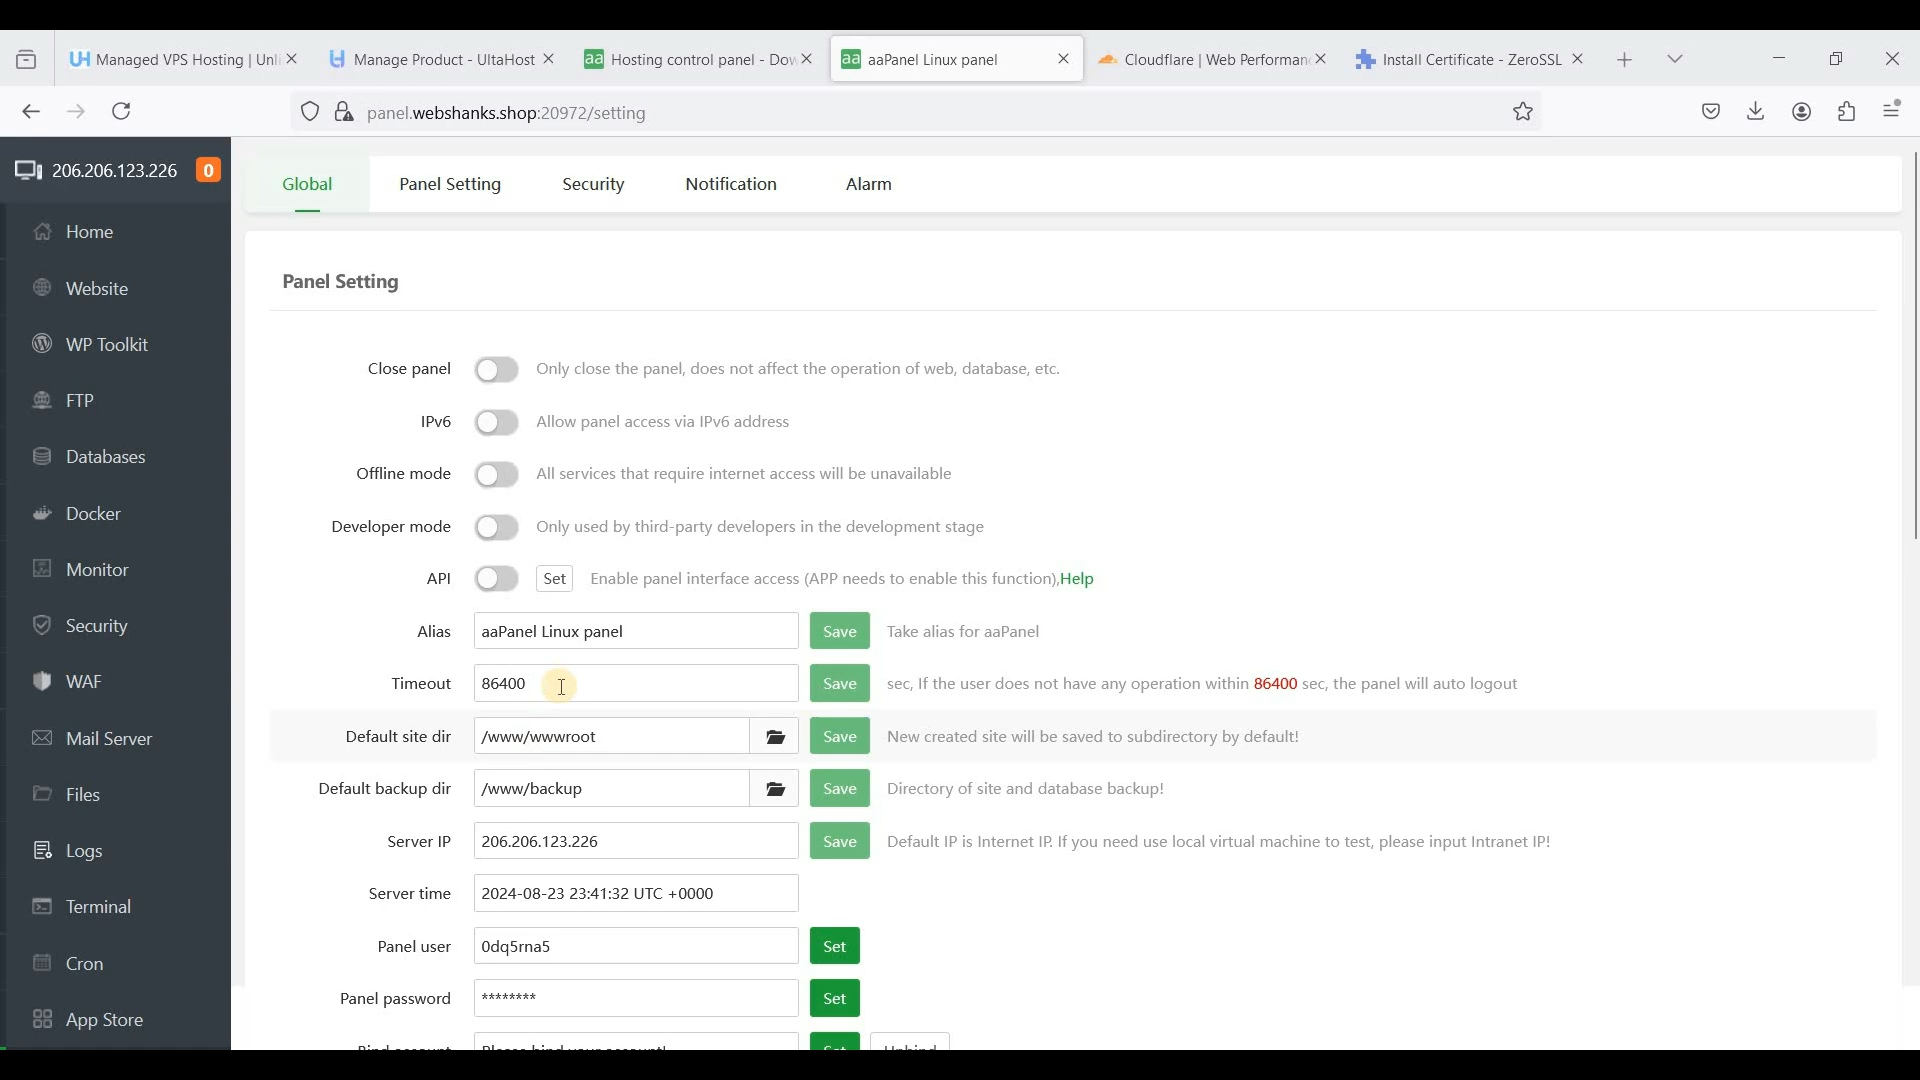 Managed VPS Hosting | Unli
Manage Product - UltaHost
Hosting control panel - Dow
aaPanel Linux panel
Cloudflare | Web Performan
Install Certificate - ZeroSSL
panel.webshanks.shop:20972/setting
206.206.123.226 0
Home
Website
WP Toolkit
FTP
Databases
Docker
Monitor
Security
WAF
Mail Server
Files
Logs
Terminal
Cron
App Store
Global Panel Setting Security Notification Alarm
Panel Setting
Close panel Only close the panel, does not affect the operation of web, database, etc.
IPv6 Allow panel access via IPv6 address
Offline mode All services that require internet access will be unavailable
Developer mode Only used by third-party developers in the development stage
API Set Enable panel interface access (APP needs to enable this function),Help
Alias aaPanel Linux panel Save Take alias for aaPanel
Timeout 86400 Save sec, If the user does not have any operation within 86400 sec, the panel will auto logout
Default site dir /www/wwwroot Save New created site will be saved to subdirectory by default!
Default backup dir /www/backup Save Directory of site and database backup!
Server IP 206.206.123.226 Save Default IP is Internet IP. If you need use local virtual machine to test, please input Intranet IP!
Server time 2024-08-23 23:41:32 UTC +0000
Panel user 0dq5rna5 Set
Panel password ******** Set
Bind account Please bind your account! Set Unbind